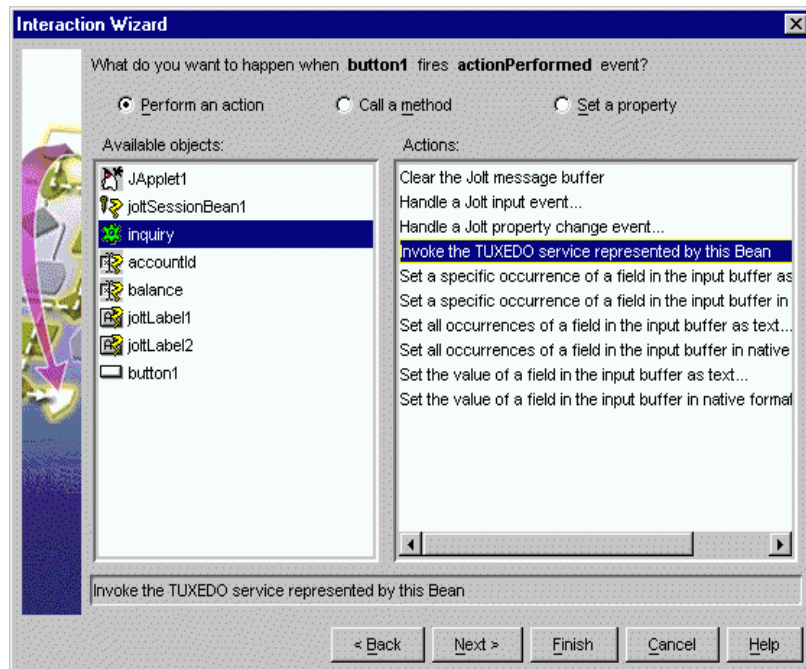 Interaction Wizard
What do you want to happen when button1 fires actionPerformed event?
Perform an action Call a method Set a property
Available objects:
JApplet1
joltSessionBean1
inquiry
accountId
balance
joltLabel1
joltLabel2
button1
Actions:
Clear the Jolt message buffer
Handle a Jolt input event...
Handle a Jolt property change event...
Invoke the TUXEDO service represented by this Bean
Set a specific occurrence of a field in the input buffer as
Set a specific occurrence of a field in the input buffer in
Set all occurrences of a field in the input buffer as text...
Set all occurrences of a field in the input buffer in native
Set the value of a field in the input buffer as text...
Set the value of a field in the input buffer in native format
Invoke the TUXEDO service represented by this Bean
< Back Next > Finish Cancel Help